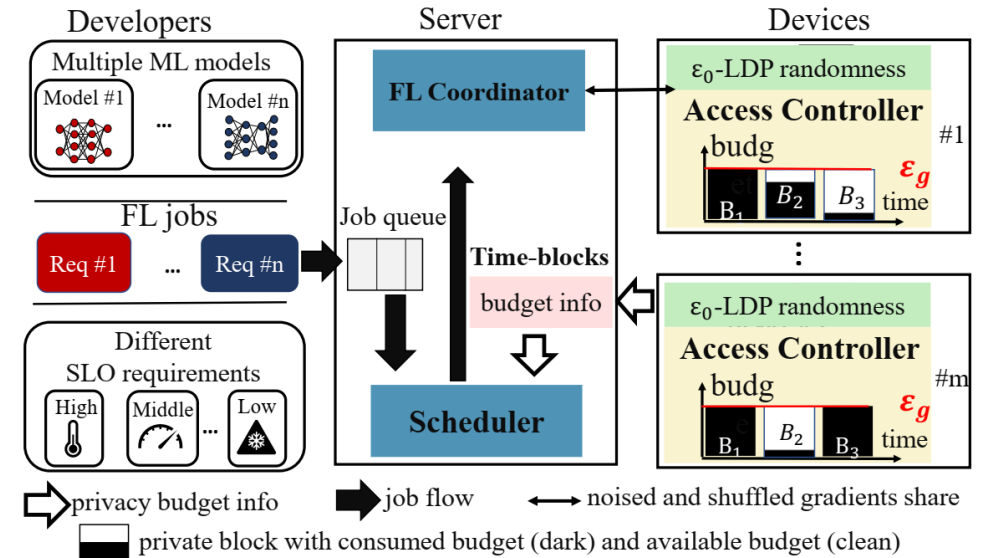 Developers
Server
Devices
Multiple ML models
Model #1
...
Model #n
FL jobs
Req #1
...
Req #n
Different
SLO requirements
High
Middle
...
Low
FL Coordinator
Job queue
Time-blocks
budget info
Scheduler
ε₀-LDP randomness
Access Controller
#1
budg
et
ε_g
B₁
B₂
B₃
time
⋮
ε₀-LDP randomness
Access Controller
#m
budg
e
ε_g
B₁
B₂
B₃
time
privacy budget info
job flow
noised and shuffled gradients share
private block with consumed budget (dark) and available budget (clean)